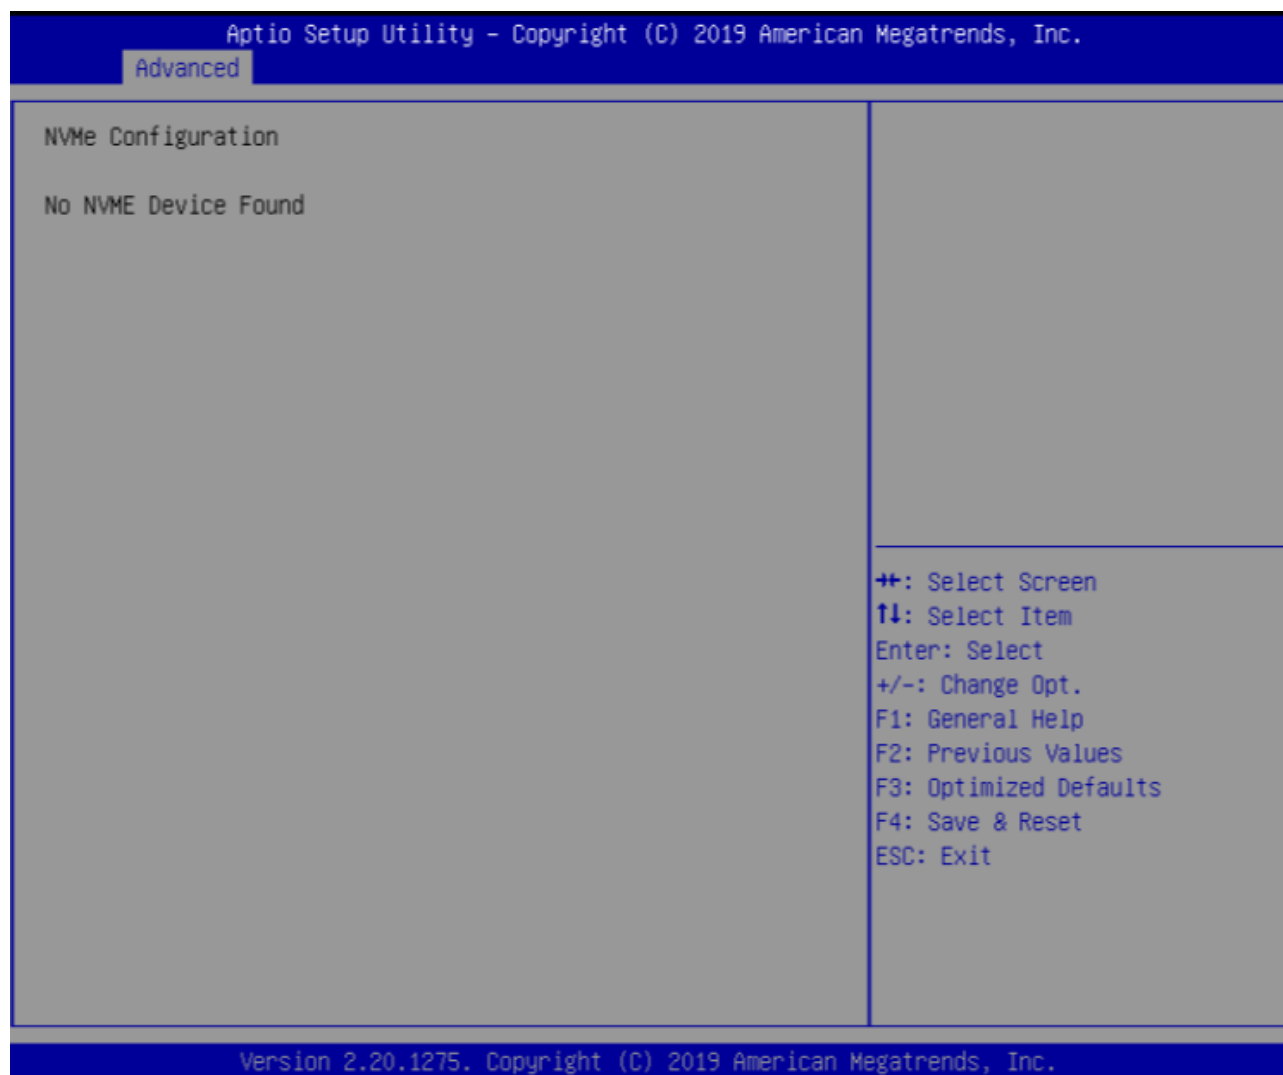 Aptio Setup Utility – Copyright (C) 2019 American Megatrends, Inc.
Advanced
NVMe Configuration
No NVME Device Found
→←: Select Screen
↑↓: Select Item
Enter: Select
+/-: Change Opt.
F1: General Help
F2: Previous Values
F3: Optimized Defaults
F4: Save & Reset
ESC: Exit
Version 2.20.1275. Copyright (C) 2019 American Megatrends, Inc.